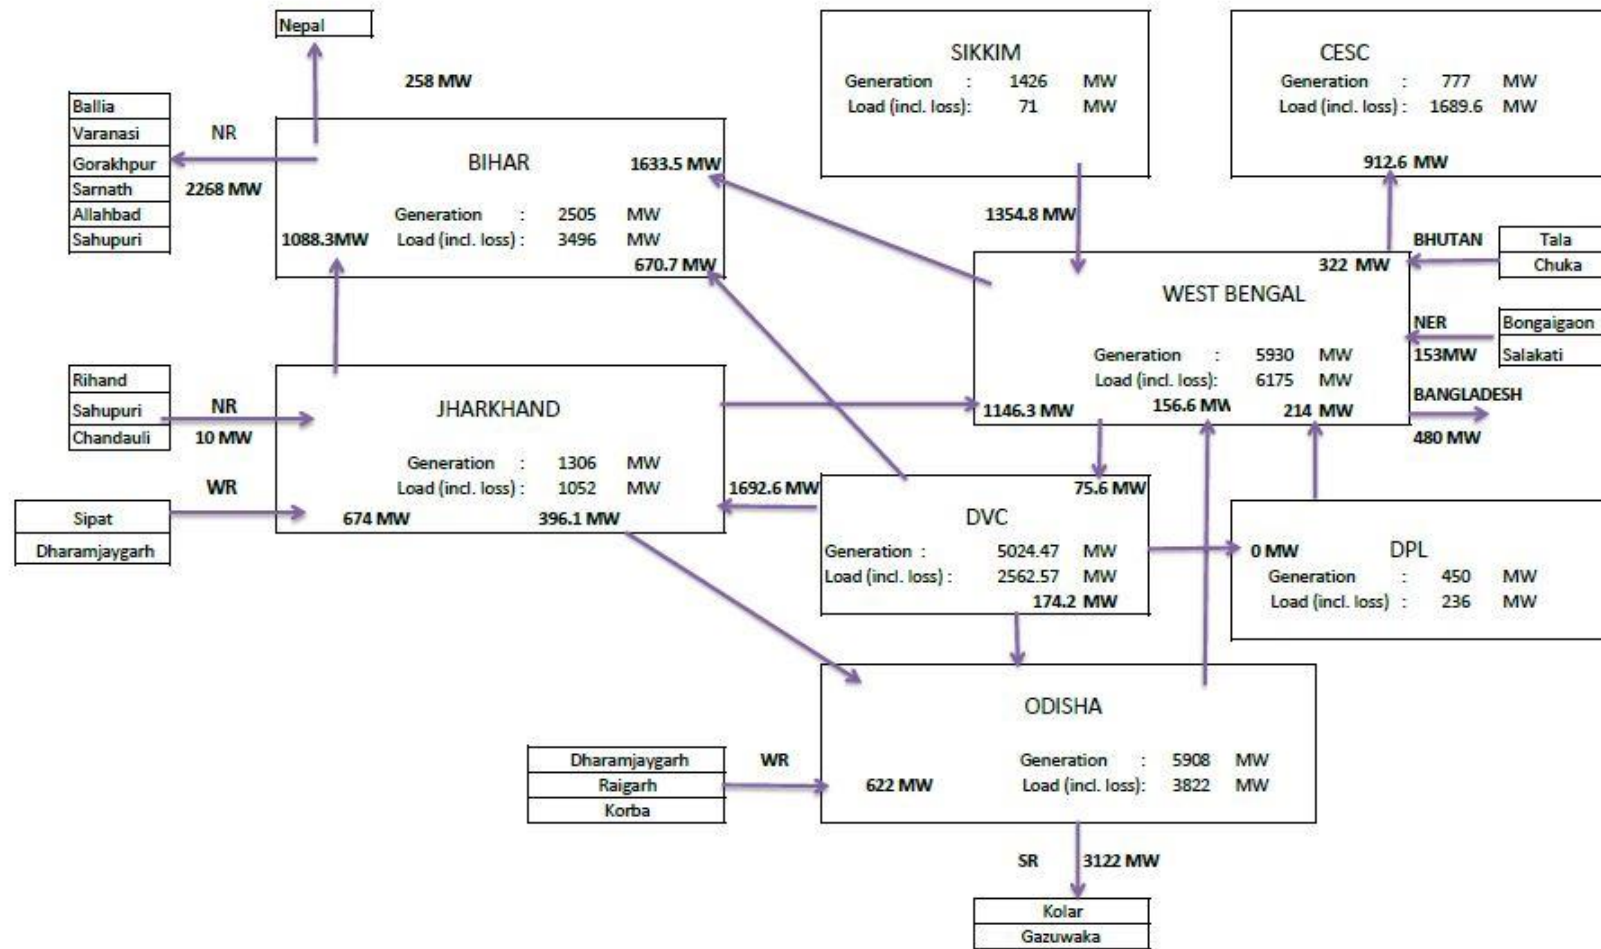 Nepal
258 MW
Ballia
Varanasi
Gorakhpur
Sarnath
Allahbad
Sahupuri
NR
2268 MW
BIHAR
1633.5 MW
Generation : 2505 MW
Load (incl. loss) : 3496 MW
1088.3MW
670.7 MW
SIKKIM
Generation : 1426 MW
Load (incl. loss): 71 MW
1354.8 MW
CESC
Generation : 777 MW
Load (incl. loss) : 1689.6 MW
912.6 MW
BHUTAN
Tala
Chuka
322 MW
WEST BENGAL
NER
153MW
Bongaigaon
Salakati
Generation : 5930 MW
Load (incl. loss): 6175 MW
1146.3 MW
156.6 MW
214 MW
BANGLADESH
480 MW
Rihand
Sahupuri
Chandauli
NR
10 MW
WR
Sipat
Dharamjaygarh
JHARKHAND
Generation : 1306 MW
Load (incl. loss) : 1052 MW
674 MW
396.1 MW
1692.6 MW
75.6 MW
DVC
Generation : 5024.47 MW
Load (incl. loss) : 2562.57 MW
174.2 MW
0 MW
DPL
Generation : 450 MW
Load (incl. loss) : 236 MW
ODISHA
Generation : 5908 MW
Load (incl. loss): 3822 MW
Dharamjaygarh
Raigarh
Korba
WR
622 MW
SR
3122 MW
Kolar
Gazuwaka